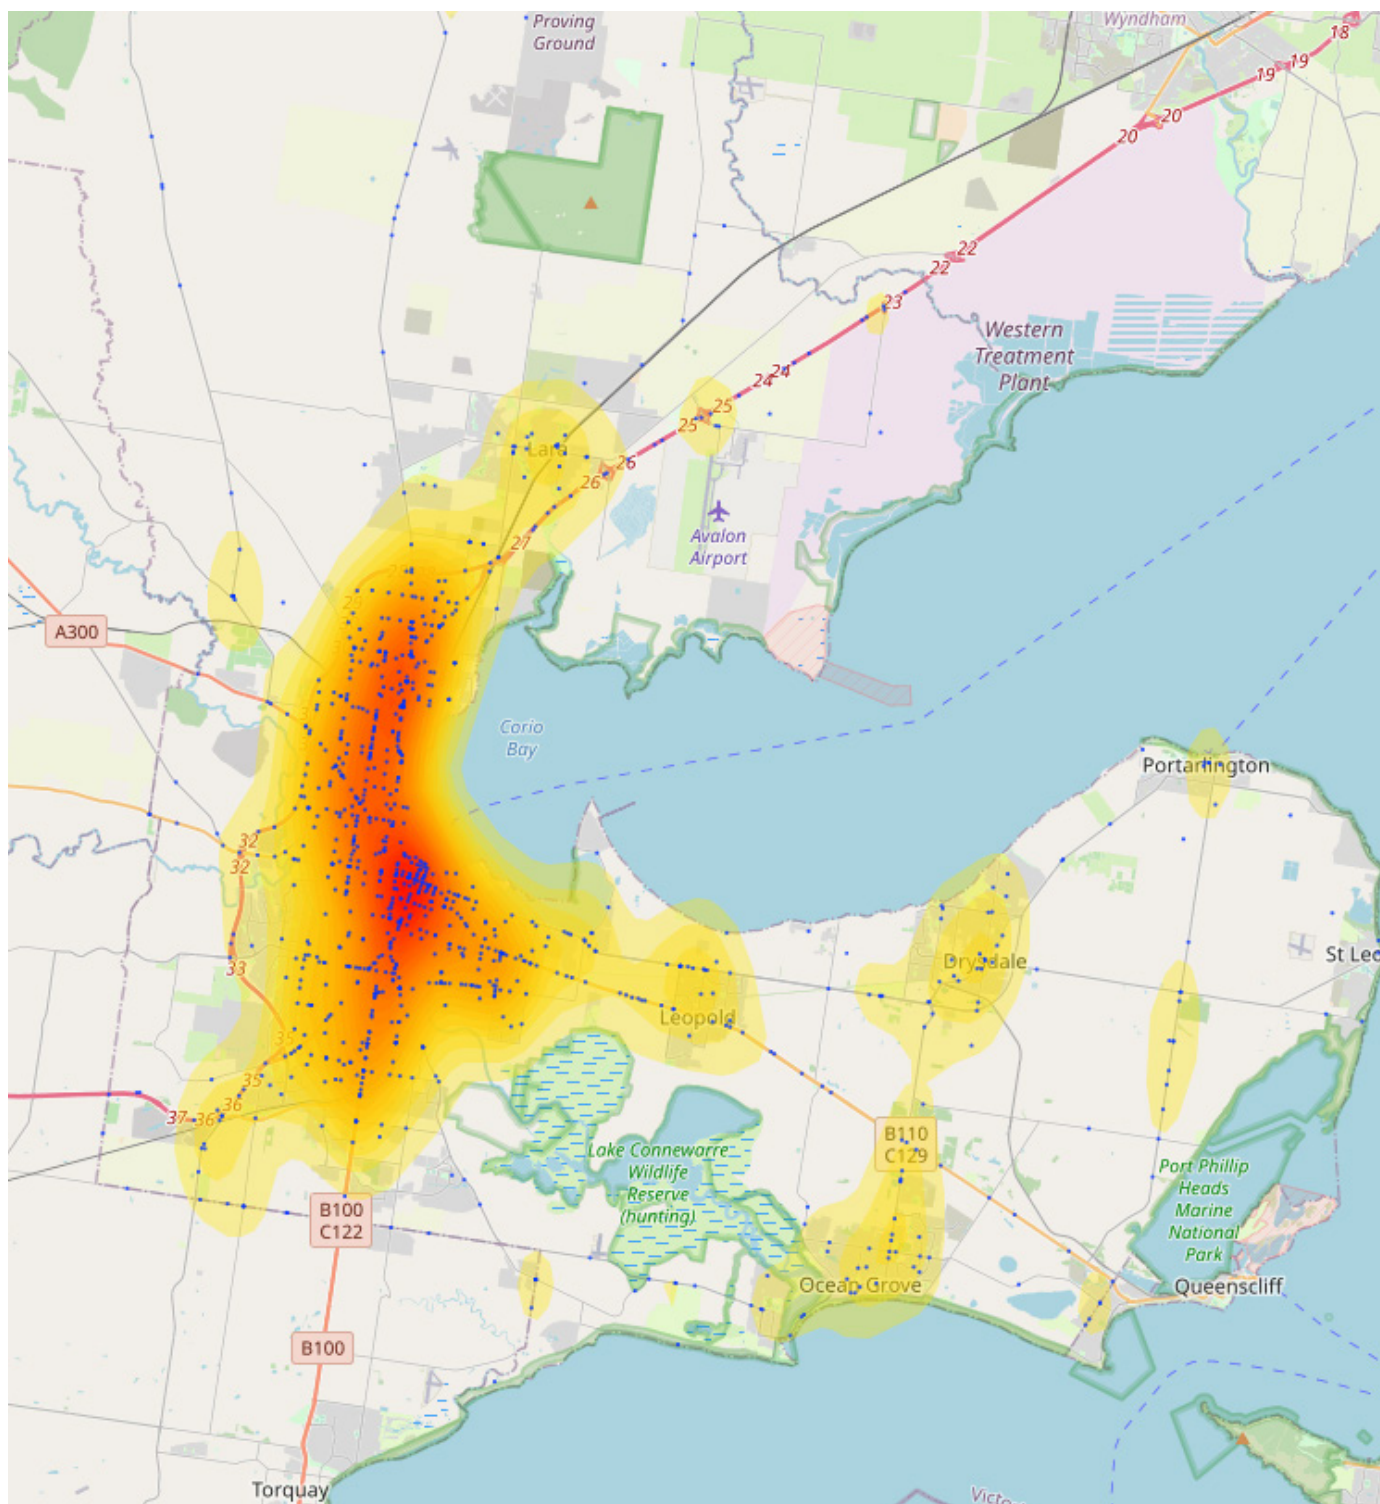 Proving
Ground
Wyndham
18
19
19
20
20
22
22
23
Western
Treatment
Plant
24
24
25
25
Lara
26
26
27
Avalon
Airport
29
A300
Corio
Bay
Portarlington
32
32
33
Drysdale
St Leo
Leopold
35
35
36
36
37
B110
C129
Lake Connewarre
Wildlife
Reserve
(hunting)
Port Phillip
Heads
Marine
National
Park
B100
C122
Ocean Grove
Queenscliff
B100
Torquay
Victo